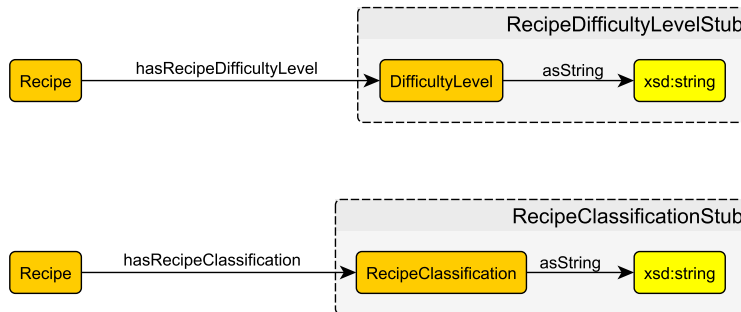 RecipeDifficultyLevelStub
Recipe
hasRecipeDifficultyLevel
DifficultyLevel
asString
xsd:string
RecipeClassificationStub
Recipe
hasRecipeClassification
RecipeClassification
asString
xsd:string